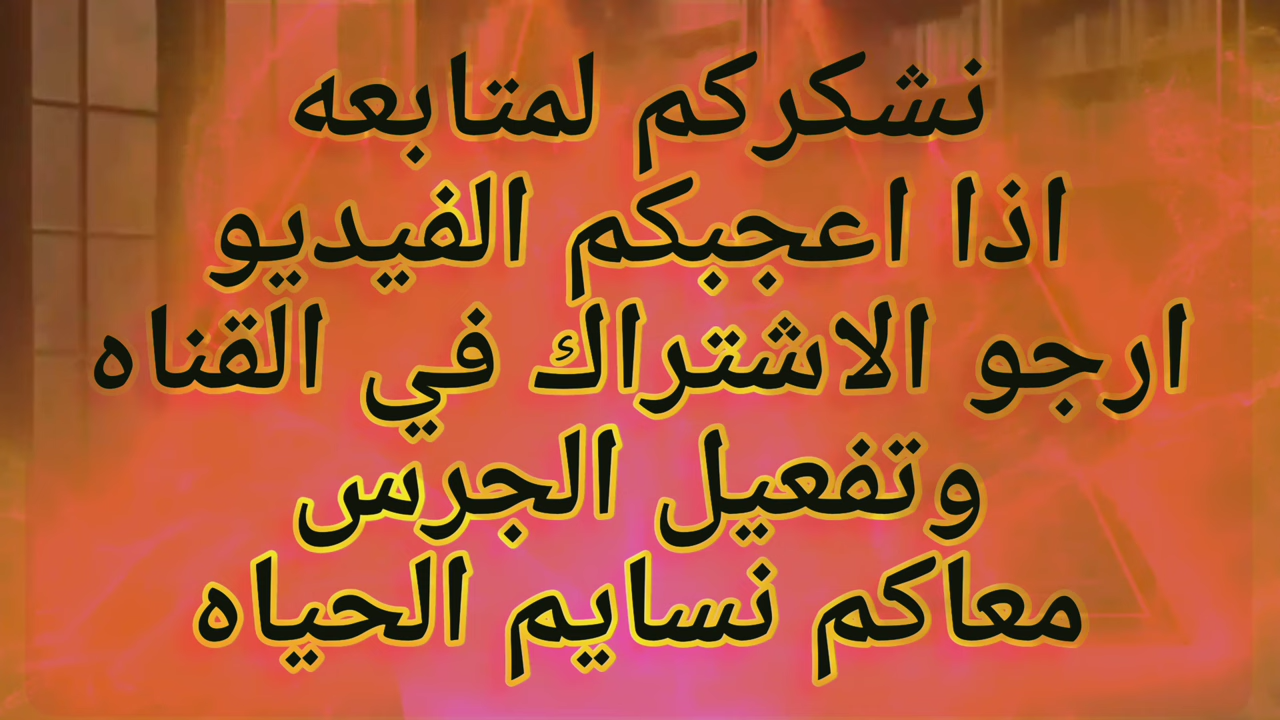 نشكركم لمتابعه
اذا اعجبكم الفيديو
ارجو الاشتراك في القناه
وتفعيل الجرس
معاكم نسايم الحياه